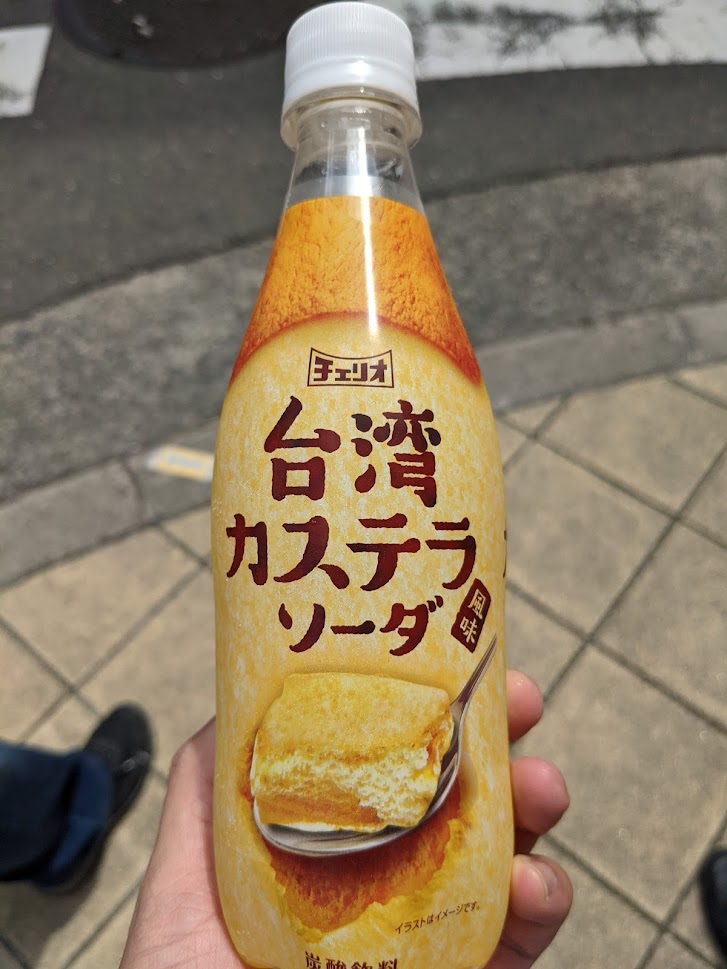 チェリオ
台湾
カステラ
ソーダ
風味
イラストはイメージです。
炭酸飲料